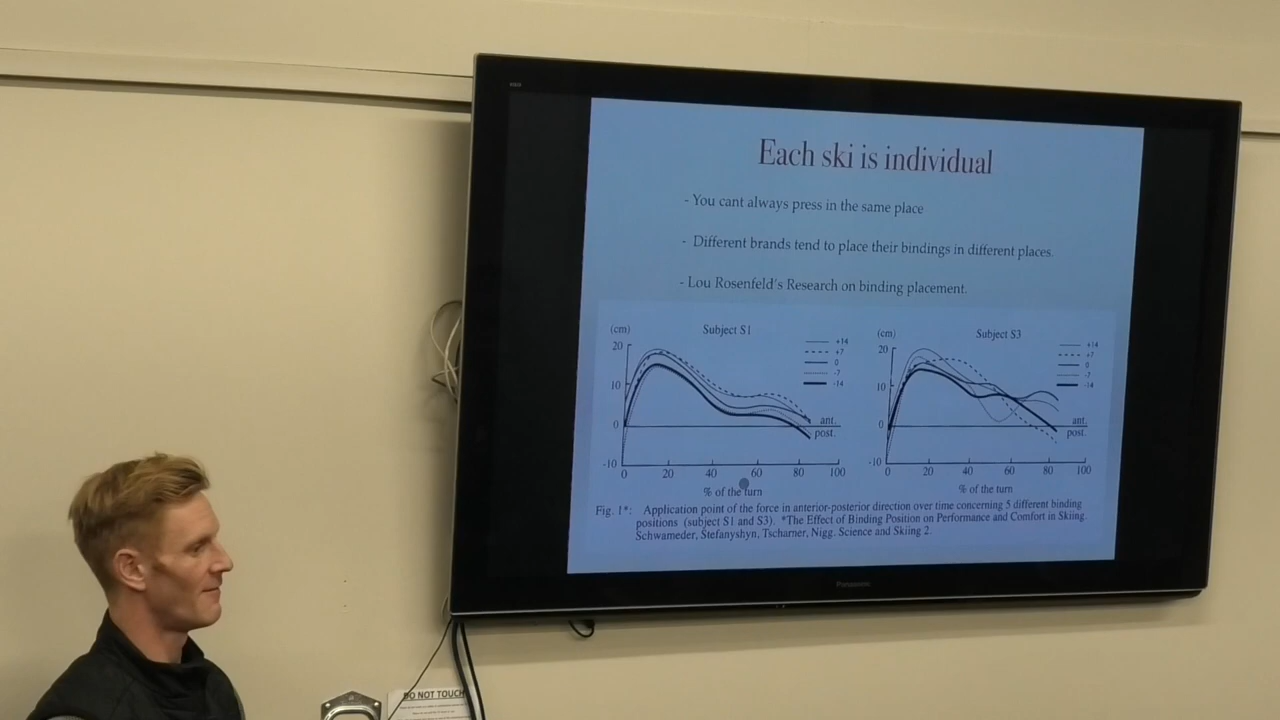 Each ski is individual
- You cant always press in the same place
- Different brands tend to place their bindings in different places.
- Lou Rosenfeld's Research on binding placement.
(cm)
Subject S1
20
10
0
-10
+14
+7
0
-7
-14
ant.
post.
0 20 40 60 80 100
% of the turn
(cm)
Subject S3
20
10
0
-10
+14
+7
0
-7
-14
ant.
post.
0 20 40 60 80 100
% of the turn
Fig. 1*: Application point of the force in anterior-posterior direction over time concerning 5 different binding
positions (subject S1 and S3). *The Effect of Binding Position on Performance and Comfort in Skiing.
Schwameder, Stefanyshyn, Tscharner, Nigg. Science and Skiing 2.
Panasonic
DO NOT TOUCH